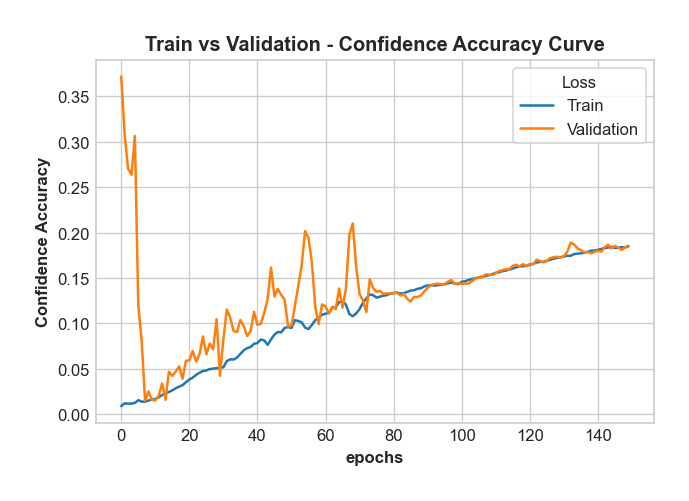 Train vs Validation - Confidence Accuracy Curve
Loss
Train
Validation
Confidence Accuracy
0.35
0.30
0.25
0.20
0.15
0.10
0.05
0.00
0 20 40 60 80 100 120 140
epochs